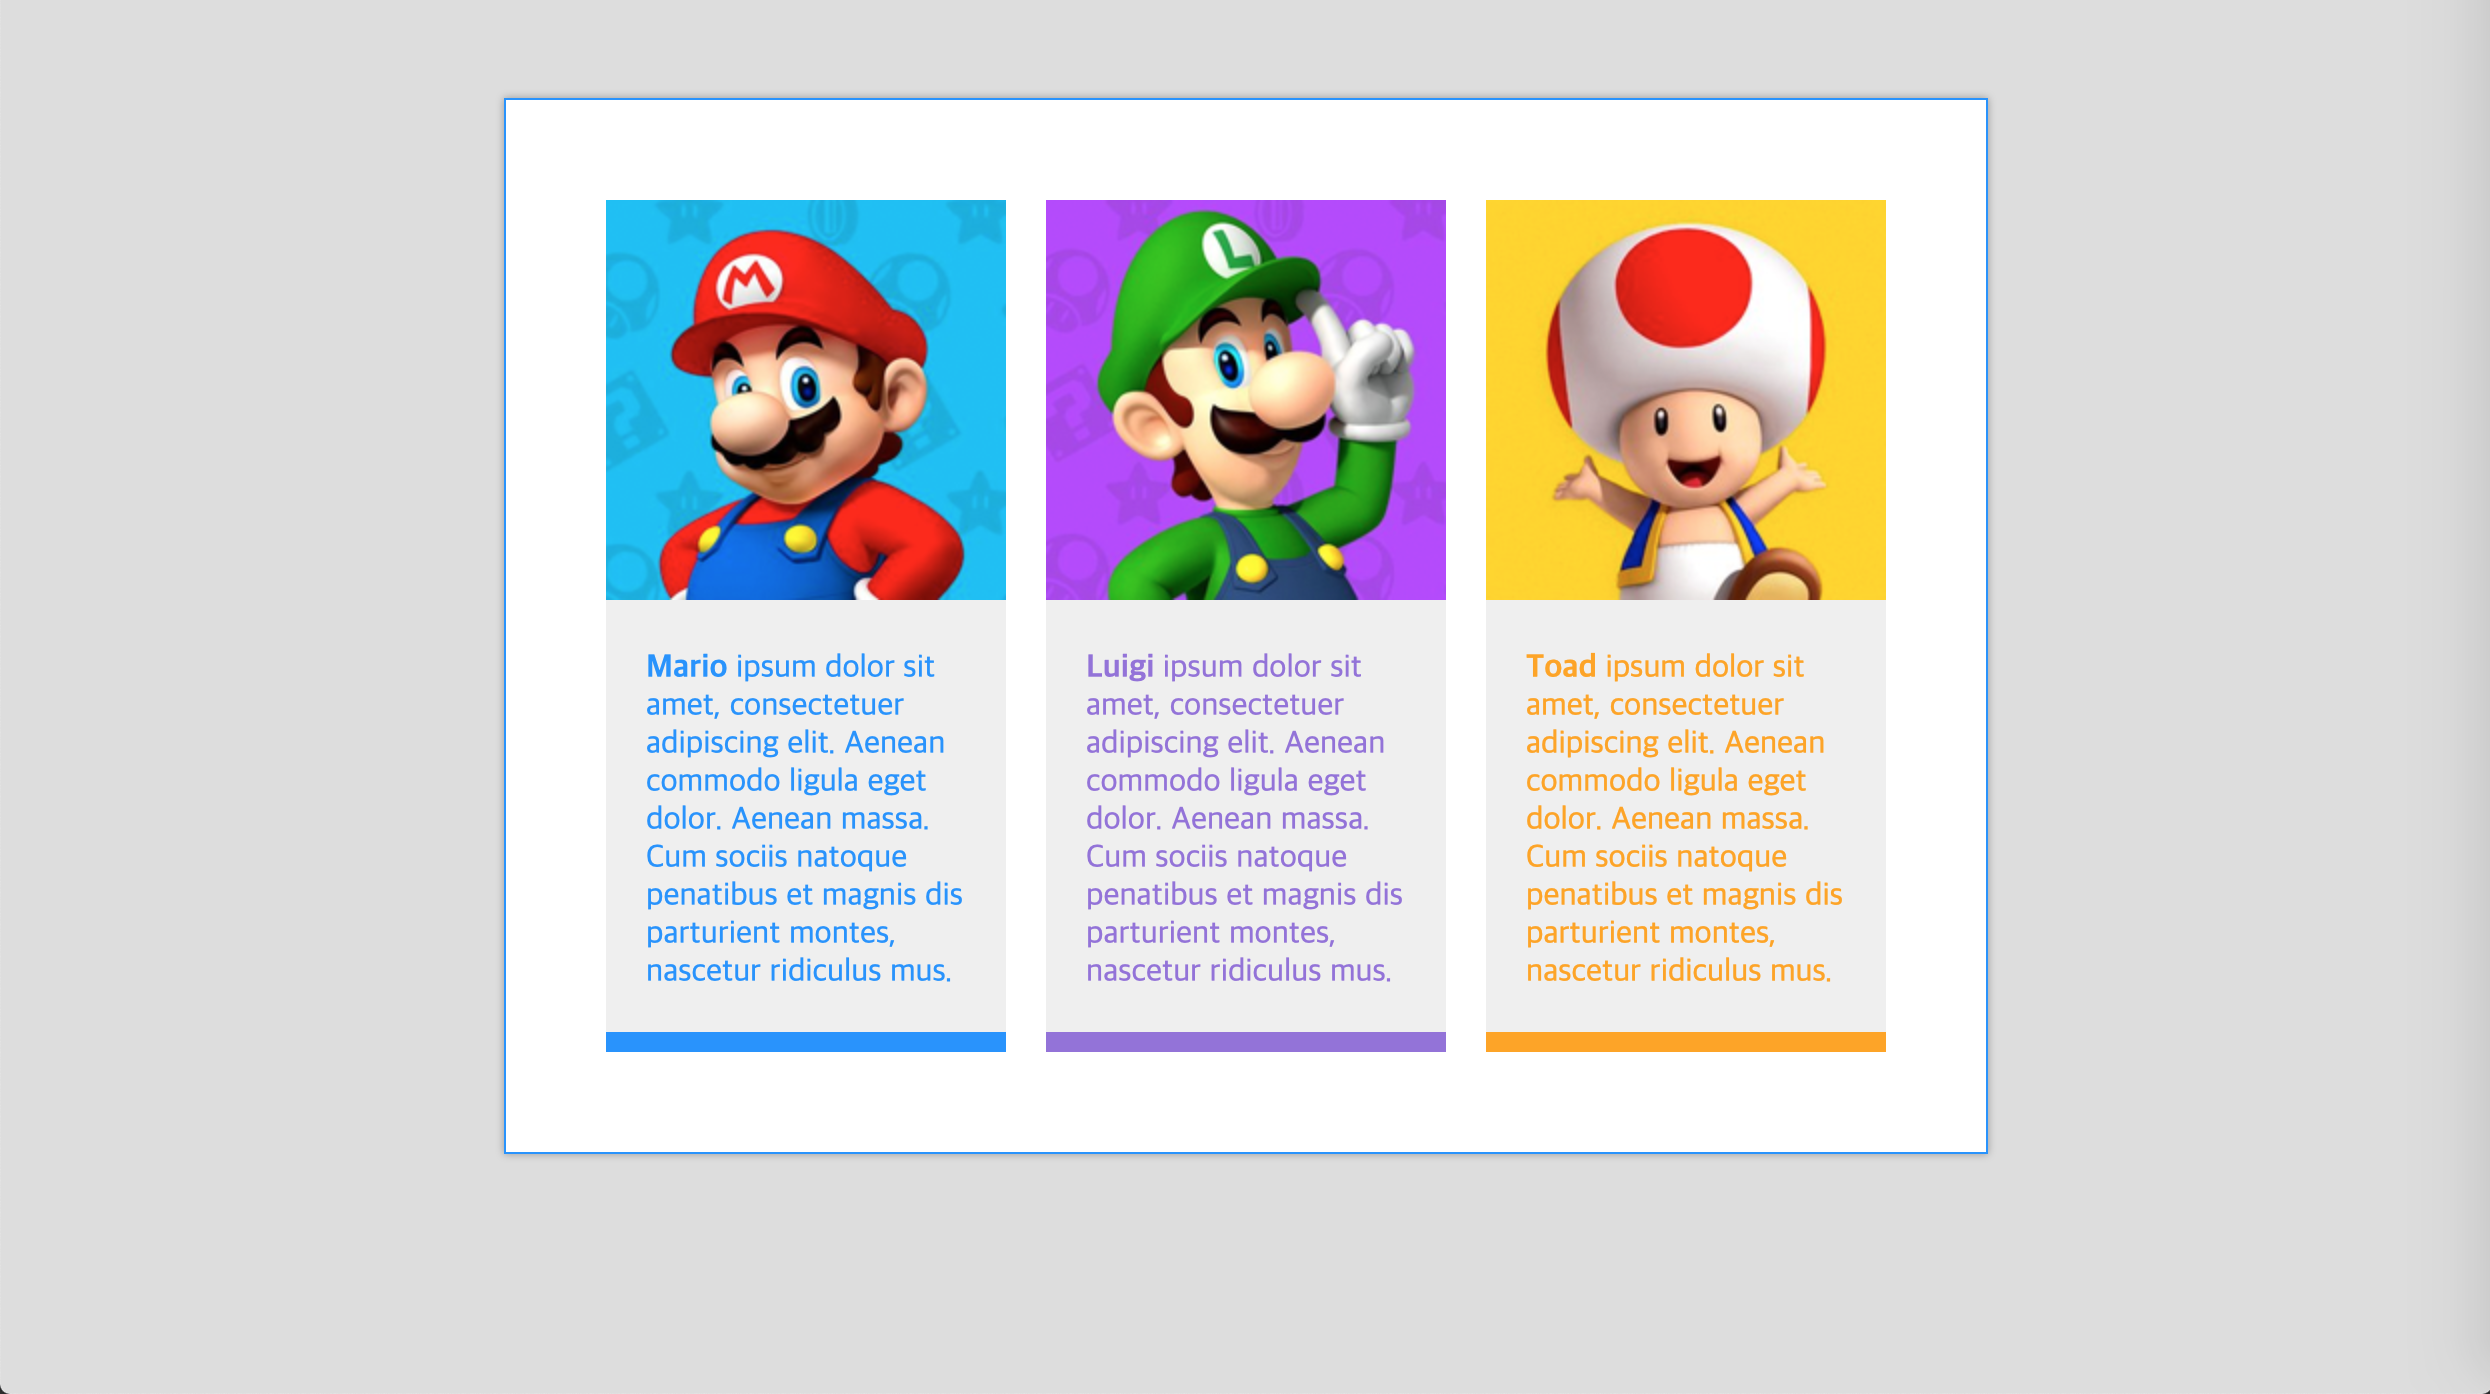 M
L
Mario ipsum dolor sit
amet, consectetuer
adipiscing elit. Aenean
commodo ligula eget
dolor. Aenean massa.
Cum sociis natoque
penatibus et magnis dis
parturient montes,
nascetur ridiculus mus.
Luigi ipsum dolor sit
amet, consectetuer
adipiscing elit. Aenean
commodo ligula eget
dolor. Aenean massa.
Cum sociis natoque
penatibus et magnis dis
parturient montes,
nascetur ridiculus mus.
Toad ipsum dolor sit
amet, consectetuer
adipiscing elit. Aenean
commodo ligula eget
dolor. Aenean massa.
Cum sociis natoque
penatibus et magnis dis
parturient montes,
nascetur ridiculus mus.